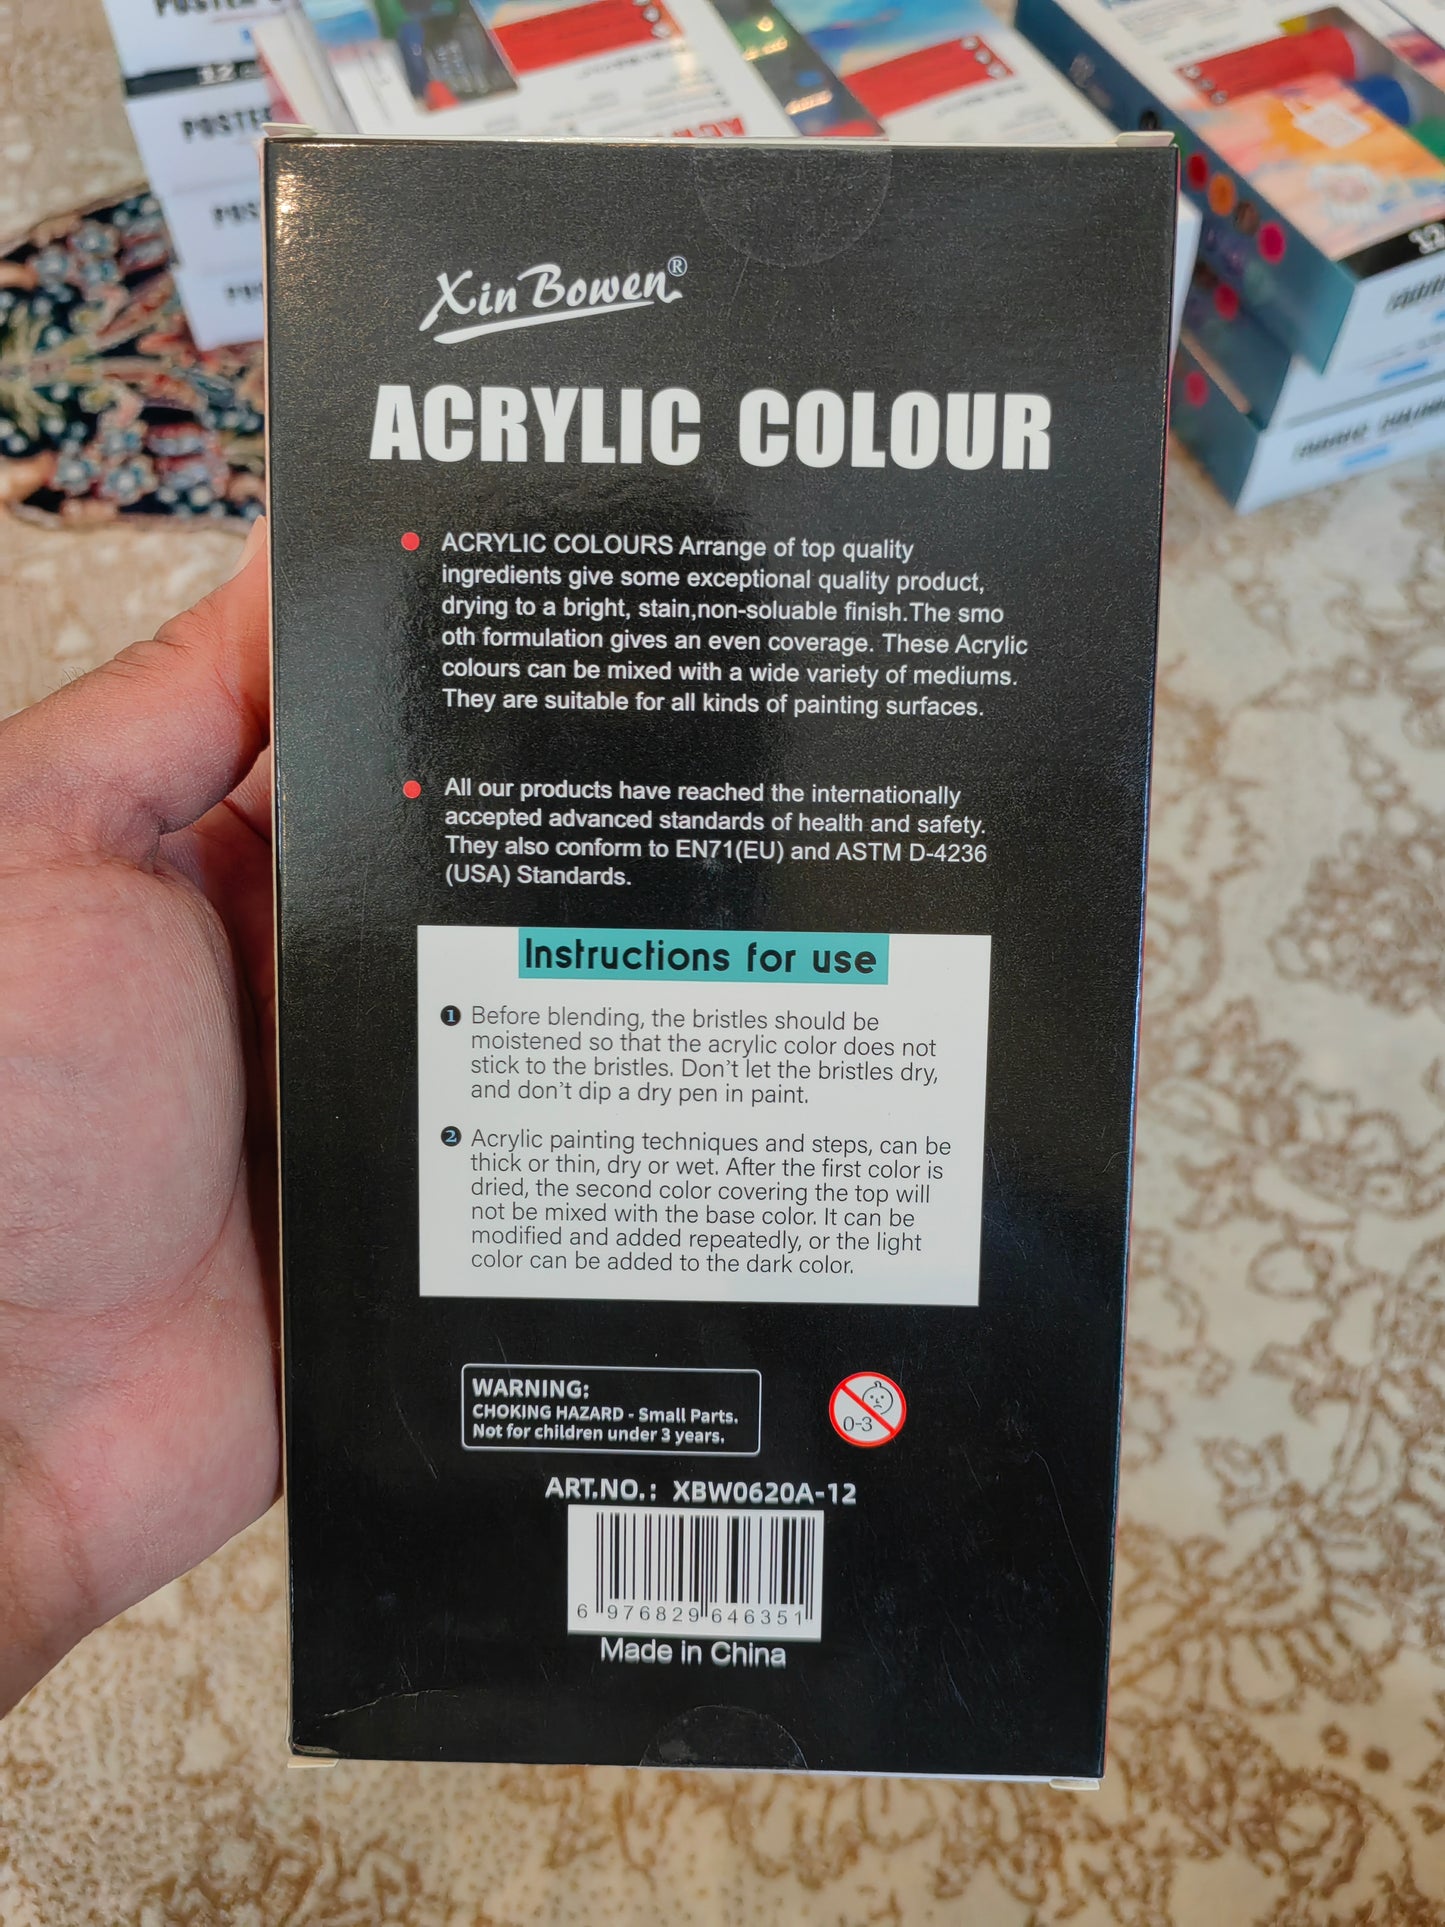 POSTER
12
POSTE
POS
Xin Bowen®
ACRYLIC COLOUR
ACRYLIC COLOURS Arrange of top quality
ingredients give some exceptional quality product,
drying to a bright, stain,non-soluable finish.The smo
oth formulation gives an even coverage. These Acrylic
colours can be mixed with a wide variety of mediums.
They are suitable for all kinds of painting surfaces.
All our products have reached the internationally
accepted advanced standards of health and safety.
They also conform to EN71(EU) and ASTM D-4236
(USA) Standards.
Instructions for use
1 Before blending, the bristles should be
moistened so that the acrylic color does not
stick to the bristles. Don't let the bristles dry,
and don't dip a dry pen in paint.
2 Acrylic painting techniques and steps, can be
thick or thin, dry or wet. After the first color is
dried, the second color covering the top will
not be mixed with the base color. It can be
modified and added repeatedly, or the light
color can be added to the dark color.
WARNING:
CHOKING HAZARD - Small Parts.
Not for children under 3 years.
0-3
ART.NO.: XBW0620A-12
6 976829 646351
Made in China